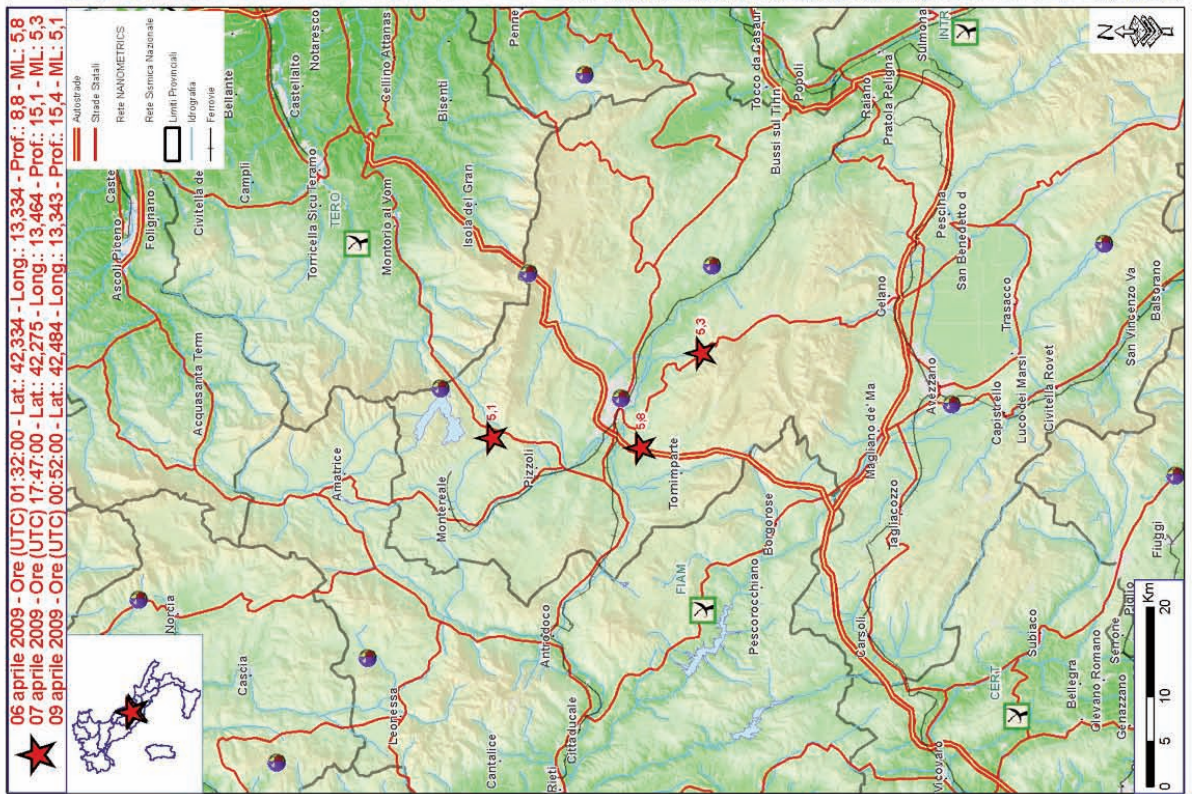 06 aprile 2009 - Ore (UTC) 01:32:00 - Lat.: 42,334 - Long.: 13,334 - Prof.: 8,8 - ML.: 5,8
07 aprile 2009 - Ore (UTC) 17:47:00 - Lat.: 42,275 - Long.: 13,464 - Prof.: 15,1 - ML.: 5,3
09 aprile 2009 - Ore (UTC) 00:52:00 - Lat.: 42,484 - Long.: 13,343 - Prof.: 15,4 - ML.: 5,1
Autostrade
Strade Statali
Rete NANOMETRICS
Rete Sismica Nazionale
Limiti Provinciali
Idrografia
Ferrovie
Norcia
Cascia
Leonessa
Cantalice
Rieti
Cittaducale
Antrodoco
Ascoli Piceno
Caste
Folignano
Civitella de
Acquasanta Term
Campli
Bellante
Castellalto
Notaresco
Torricella Sicu
Teramo
TERO
Cellino Attanas
Montorio al Vom
Amatrice
Bisenti
Isola del Gran
Penne
Montereale
5,1
Pizzoli
5,8
5,3
Tornimparte
FIAM
Borgorose
Pescorocchiano
Tocco da Casaur
Bussi sul Tirin
Popoli
Raiano
Pratola Peligna
Sulmona
INTR
Magliano de' Ma
Celano
Pescina
San Benedetto d
Carsoli
Tagliacozzo
Avezzano
Trasacco
Capistrello
Luco dei Marsi
Civitella Rovet
San Vincenzo Va
Balsorano
Vicovaro
CERT
Subiaco
Bellegra
Olevano Romano
Serrone
Piglio
Genazzano
Fiuggi
N
0 5 10 20
Km